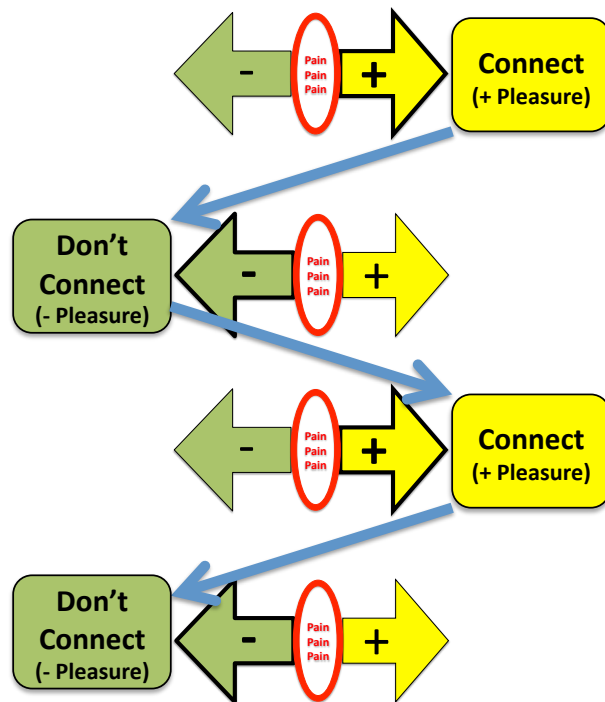 -
Pain
Pain
Pain
+
Connect
(+ Pleasure)
Don’t
Connect
(- Pleasure)
-
Pain
Pain
Pain
+
-
Pain
Pain
Pain
+
Connect
(+ Pleasure)
Don’t
Connect
(- Pleasure)
-
Pain
Pain
Pain
+